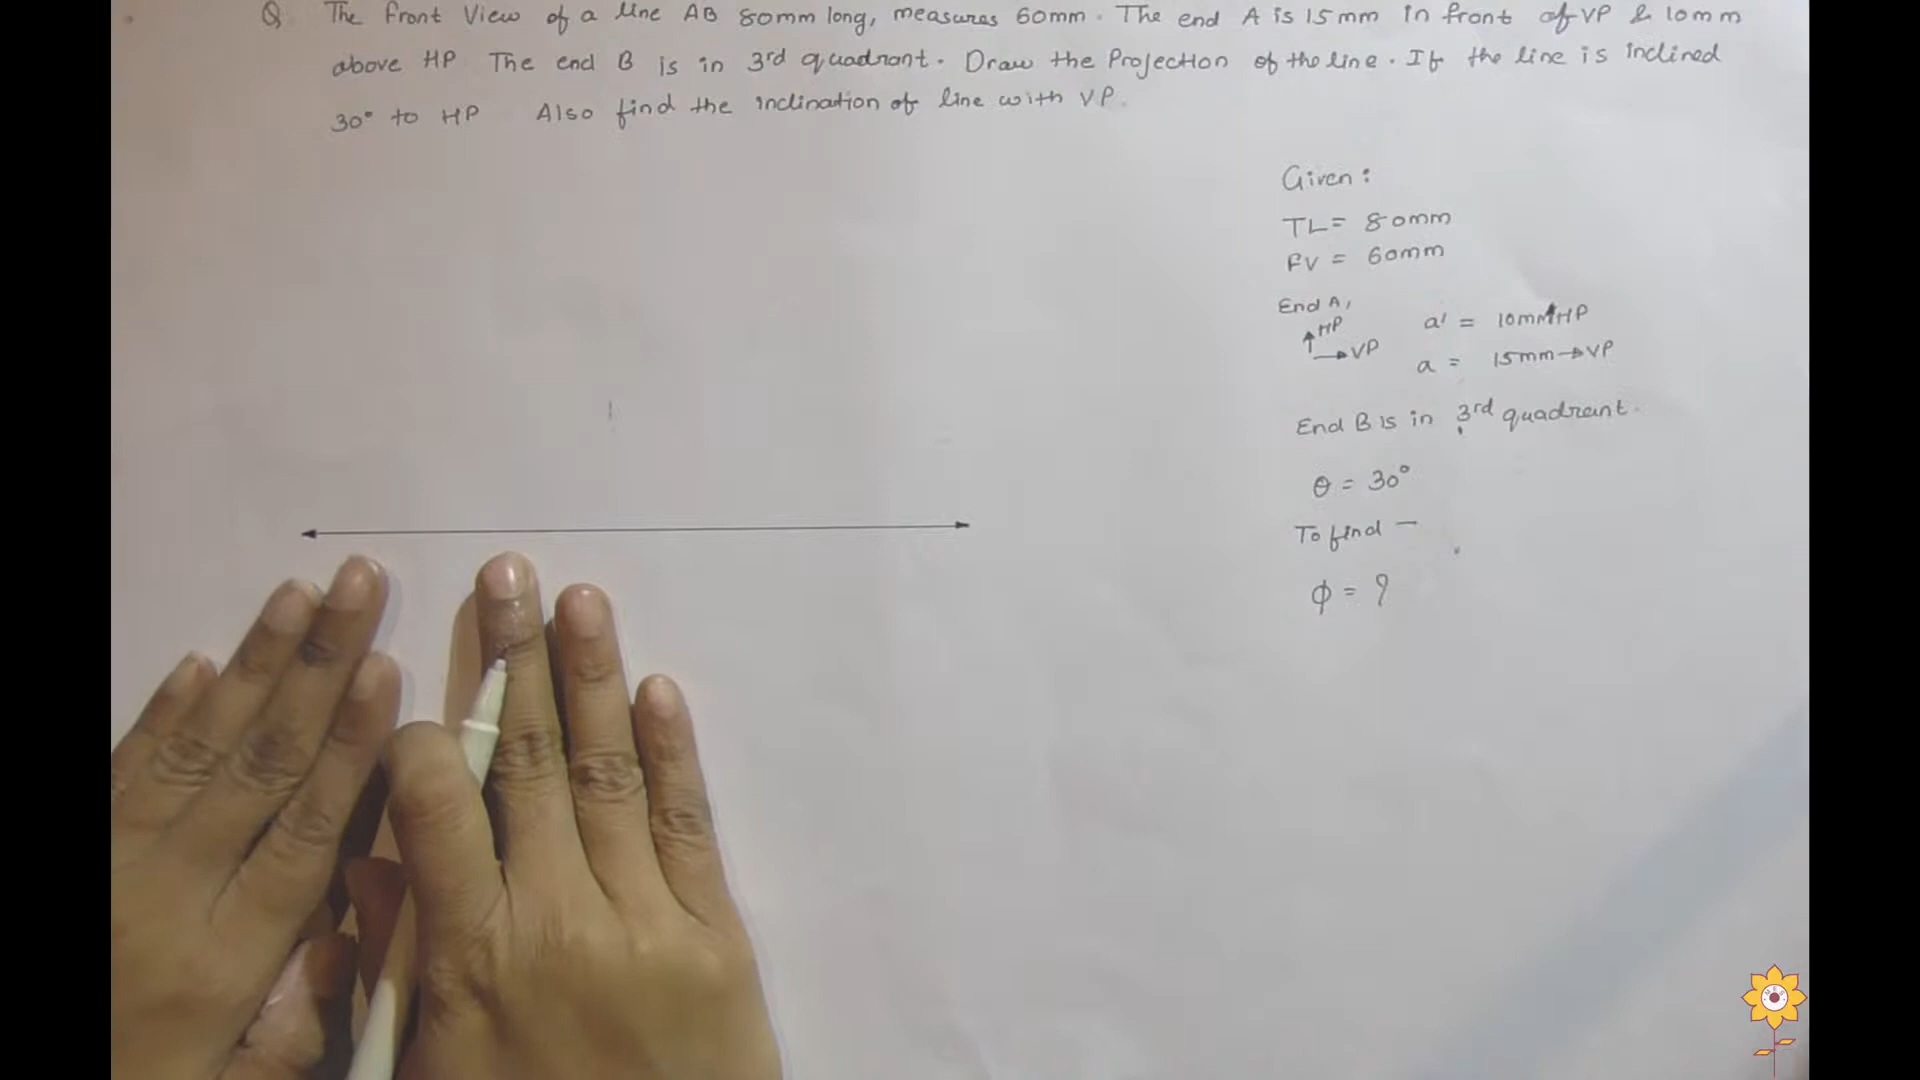 Q. The Front View of a line AB 80mm long, measures 60mm. The end A is 15mm in front of VP & 10mm
above HP The end B is in 3rd quadrant. Draw the Projection of the line. If the line is inclined
30° to HP Also find the inclination of line with VP.
Given:
TL = 80mm
FV = 60mm
End A,
↑HP a' = 10mm↑HP
→VP a = 15mm→VP
End B is in 3rd quadrant.
θ = 30°
To find -
φ = ?